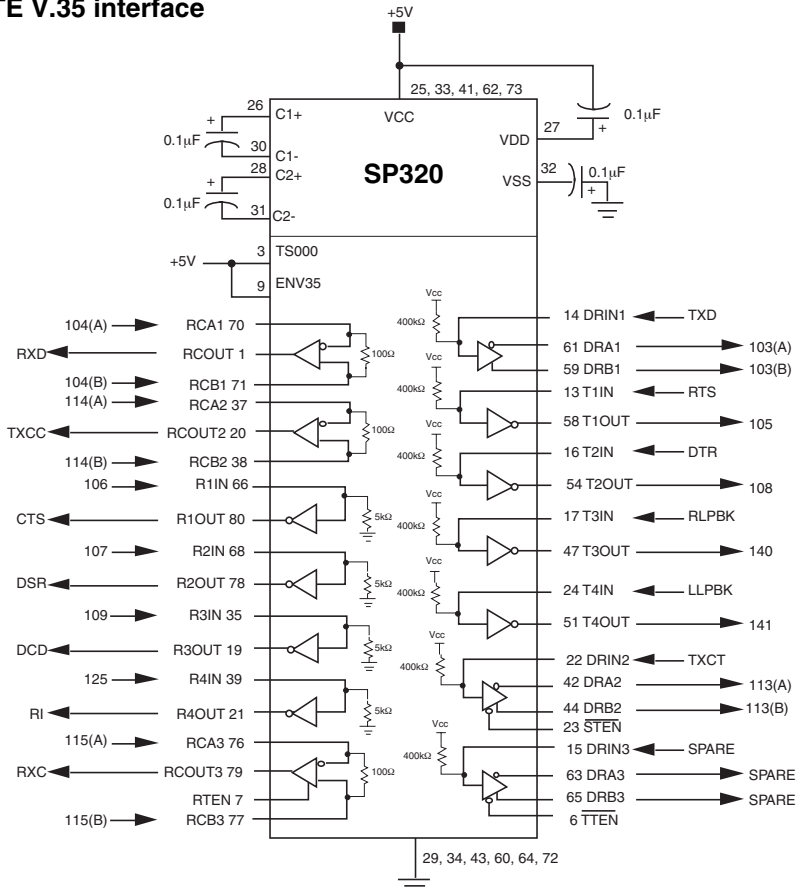 TE V.35 interface
+5V
25, 33, 41, 62, 73
VCC
26
C1+
+
0.1µF
30
C1-
28
C2+
+
0.1µF
31
C2-
SP320
27
VDD
+
0.1µF
32
VSS
+
0.1µF
+5V
3
TS000
9
ENV35
104(A)
RCA1 70
RXD
RCOUT 1
100Ω
104(B)
RCB1 71
114(A)
RCA2 37
TXCC
RCOUT2 20
100Ω
114(B)
RCB2 38
106
R1IN 66
CTS
R1OUT 80
5kΩ
107
R2IN 68
DSR
R2OUT 78
5kΩ
109
R3IN 35
DCD
R3OUT 19
5kΩ
125
R4IN 39
RI
R4OUT 21
5kΩ
115(A)
RCA3 76
RXC
RCOUT3 79
100Ω
RTEN 7
115(B)
RCB3 77
Vcc
400kΩ
14 DRIN1
TXD
61 DRA1
103(A)
59 DRB1
103(B)
Vcc
400kΩ
13 T1IN
RTS
58 T1OUT
105
Vcc
400kΩ
16 T2IN
DTR
54 T2OUT
108
Vcc
400kΩ
17 T3IN
RLPBK
47 T3OUT
140
Vcc
400kΩ
24 T4IN
LLPBK
51 T4OUT
141
Vcc
400kΩ
22 DRIN2
TXCT
42 DRA2
113(A)
44 DRB2
113(B)
23 STEN
Vcc
400kΩ
15 DRIN3
SPARE
63 DRA3
SPARE
65 DRB3
SPARE
6 TTEN
29, 34, 43, 60, 64, 72